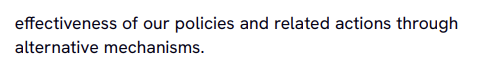 effectiveness of our policies and related actions through
alternative mechanisms.